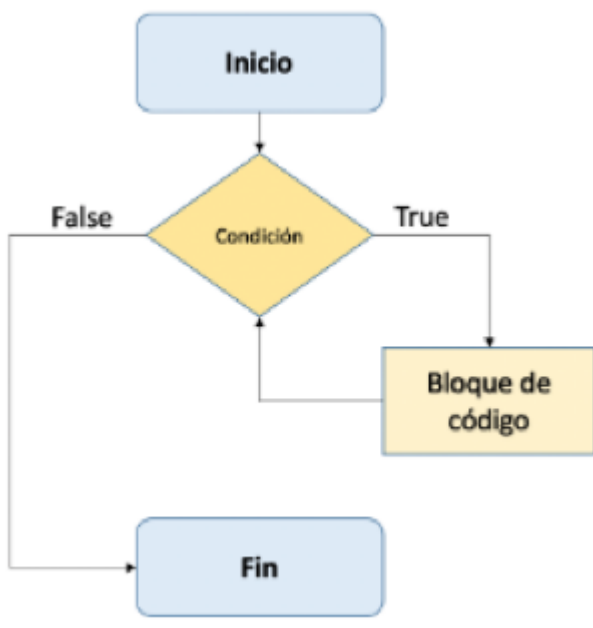 Inicio
False
Condición
True
Bloque de
código
Fin